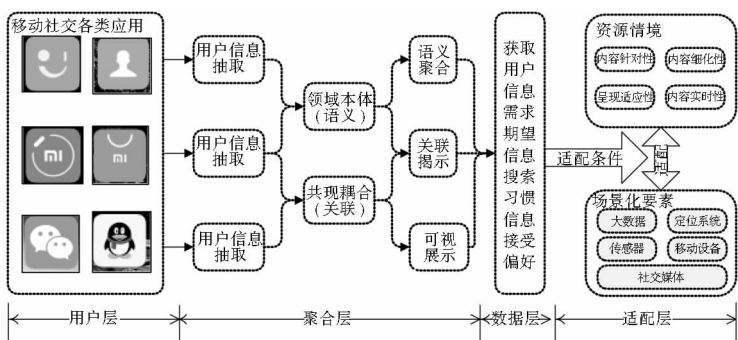 移动社交各类应用
mi
mi
用户信息
抽取
用户信息
抽取
用户信息
抽取
领域本体
(语义)
共现耦合
(关联)
语义
聚合
关联
揭示
可视
展示
获取
用户
信息
需求
期望
信息
搜索
习惯
信息
接受
偏好
适配条件
资源情境
内容针对性
内容细化性
呈现适应性
内容实时性
适配
场景化要素
大数据
定位系统
传感器
移动设备
社交媒体
用户层
聚合层
数据层
适配层